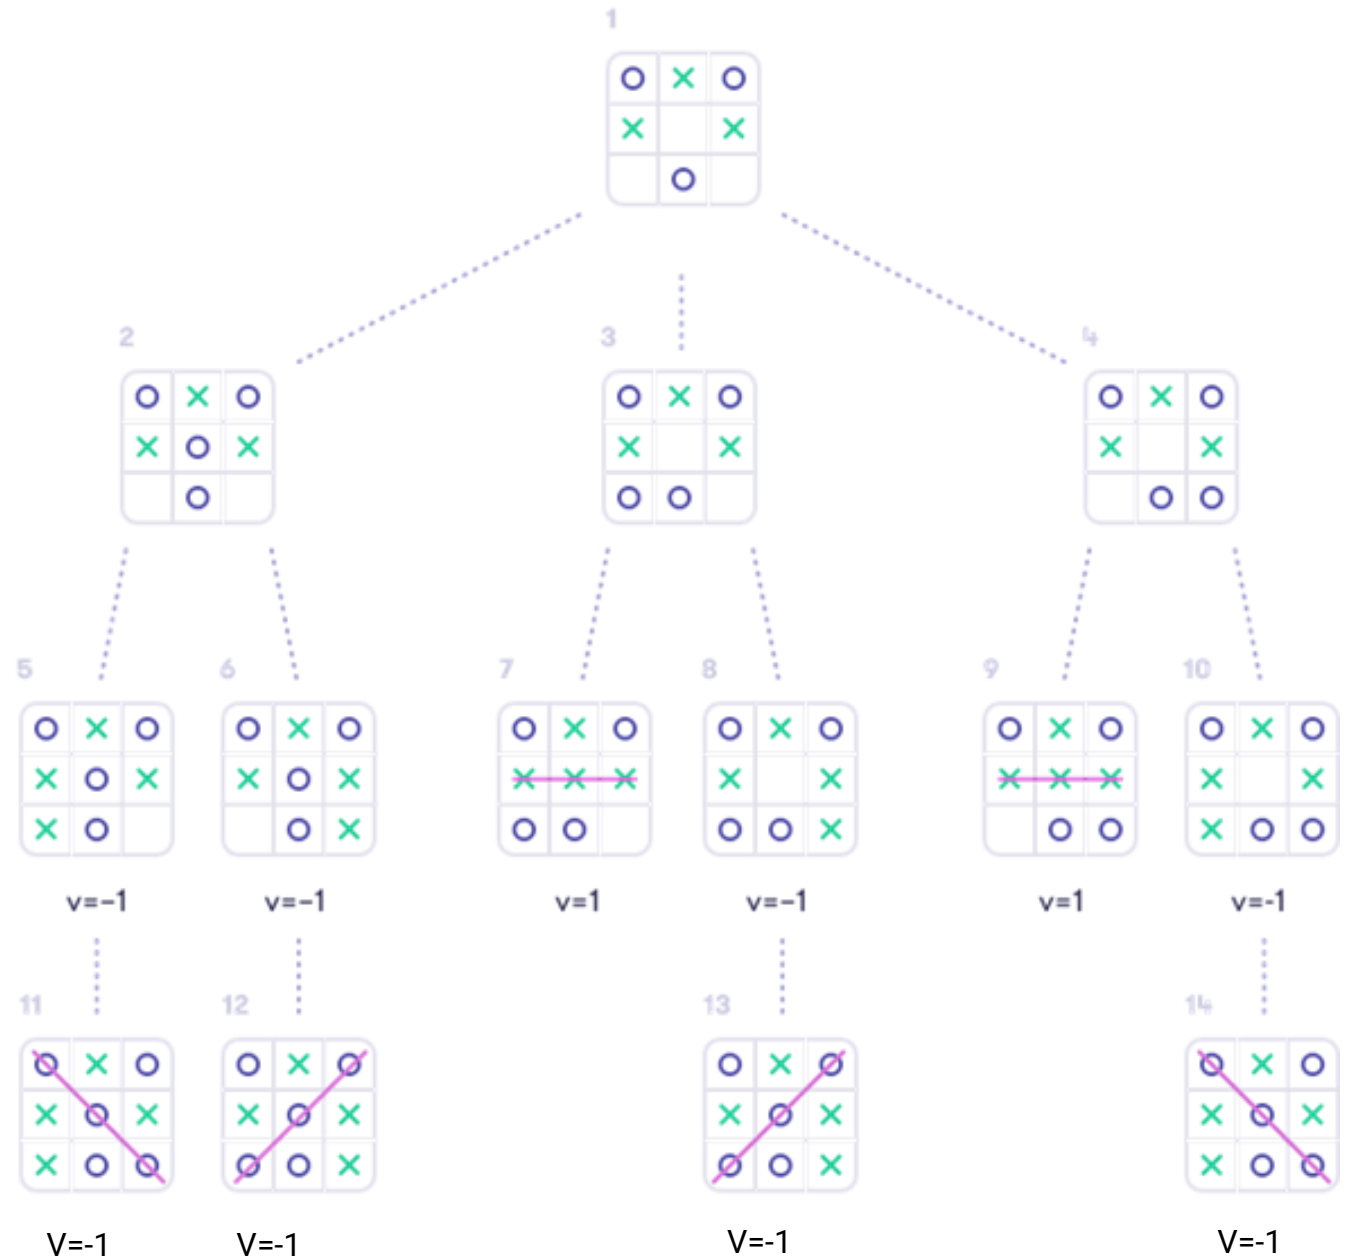 1
O X O
X X
O
2 3 4
O X O O X O O X O
X O X X X X X
O O O O O
5 6 7 8 9 10
O X O O X O O X O O X O O X O O X O
X O X X O X X X X X X X X X X X
X O O X O O O O X O O X O O
v=-1 v=-1 v=1 v=-1 v=1 v=-1
11 12 13 14
O X O O X O O X O O X O
X O X X O X X O X X O X
X O O O O X O O X X O O
V=-1 V=-1 V=-1 V=-1